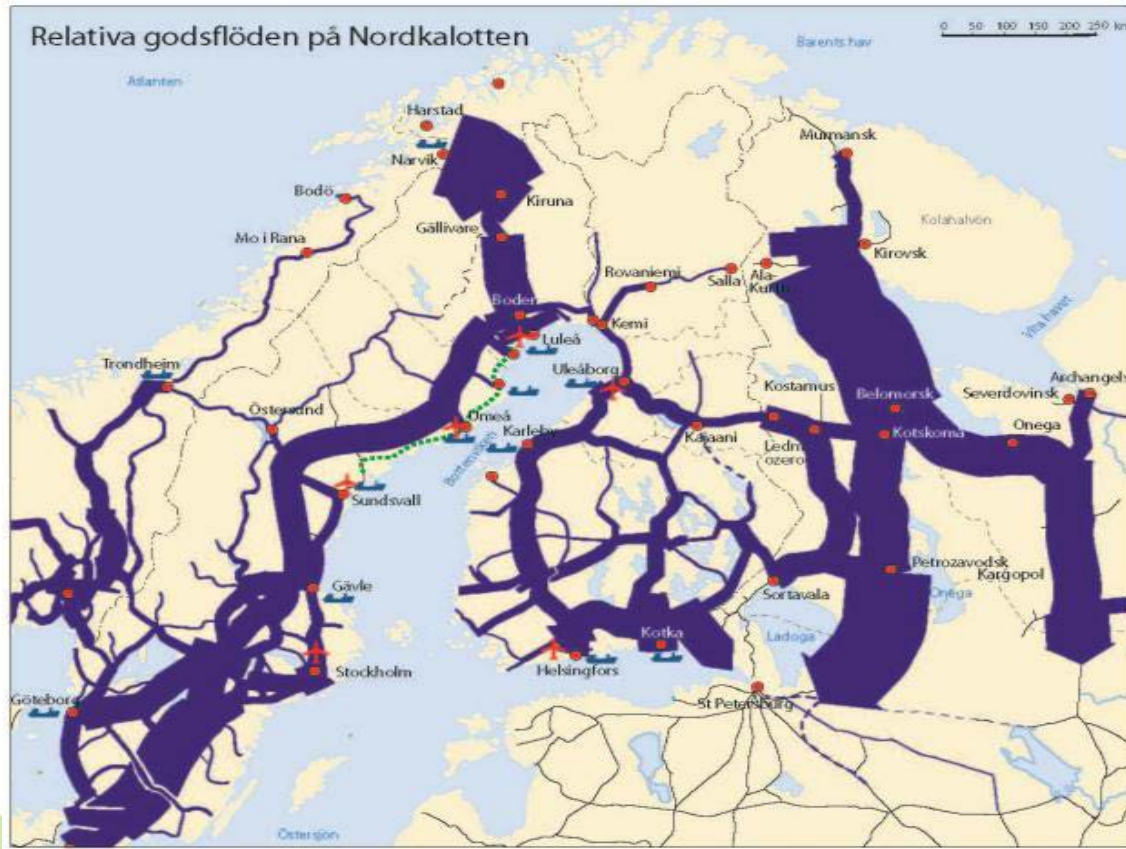 Relativa godsflöden på Nordkalotten
0 50 100 150 200 250 km
Barents hav
Atlanten
Harstad
Murmansk
Narvik
Bodö
Kiruna
Kolahalvön
Gällivare
Mo i Rana
Kirovsk
Rovaniemi
Salla
Ala-
Boden
Kemi
Vita havet
Luleå
Trondheim
Uleåborg
Kostamus
Archangels
Belomorsk
Severdovinsk
Östersund
Umeå
Karleby
Kajaani
Ledm
ozero
Kotskoma
Onega
Bottenviken
Sundsvall
Petrozavodsk
Kargopol
Gävle
Sortavala
Onega
Kotka
Ladoga
Stockholm
Helsingfors
Göteborg
St Petersburg
Östersjön